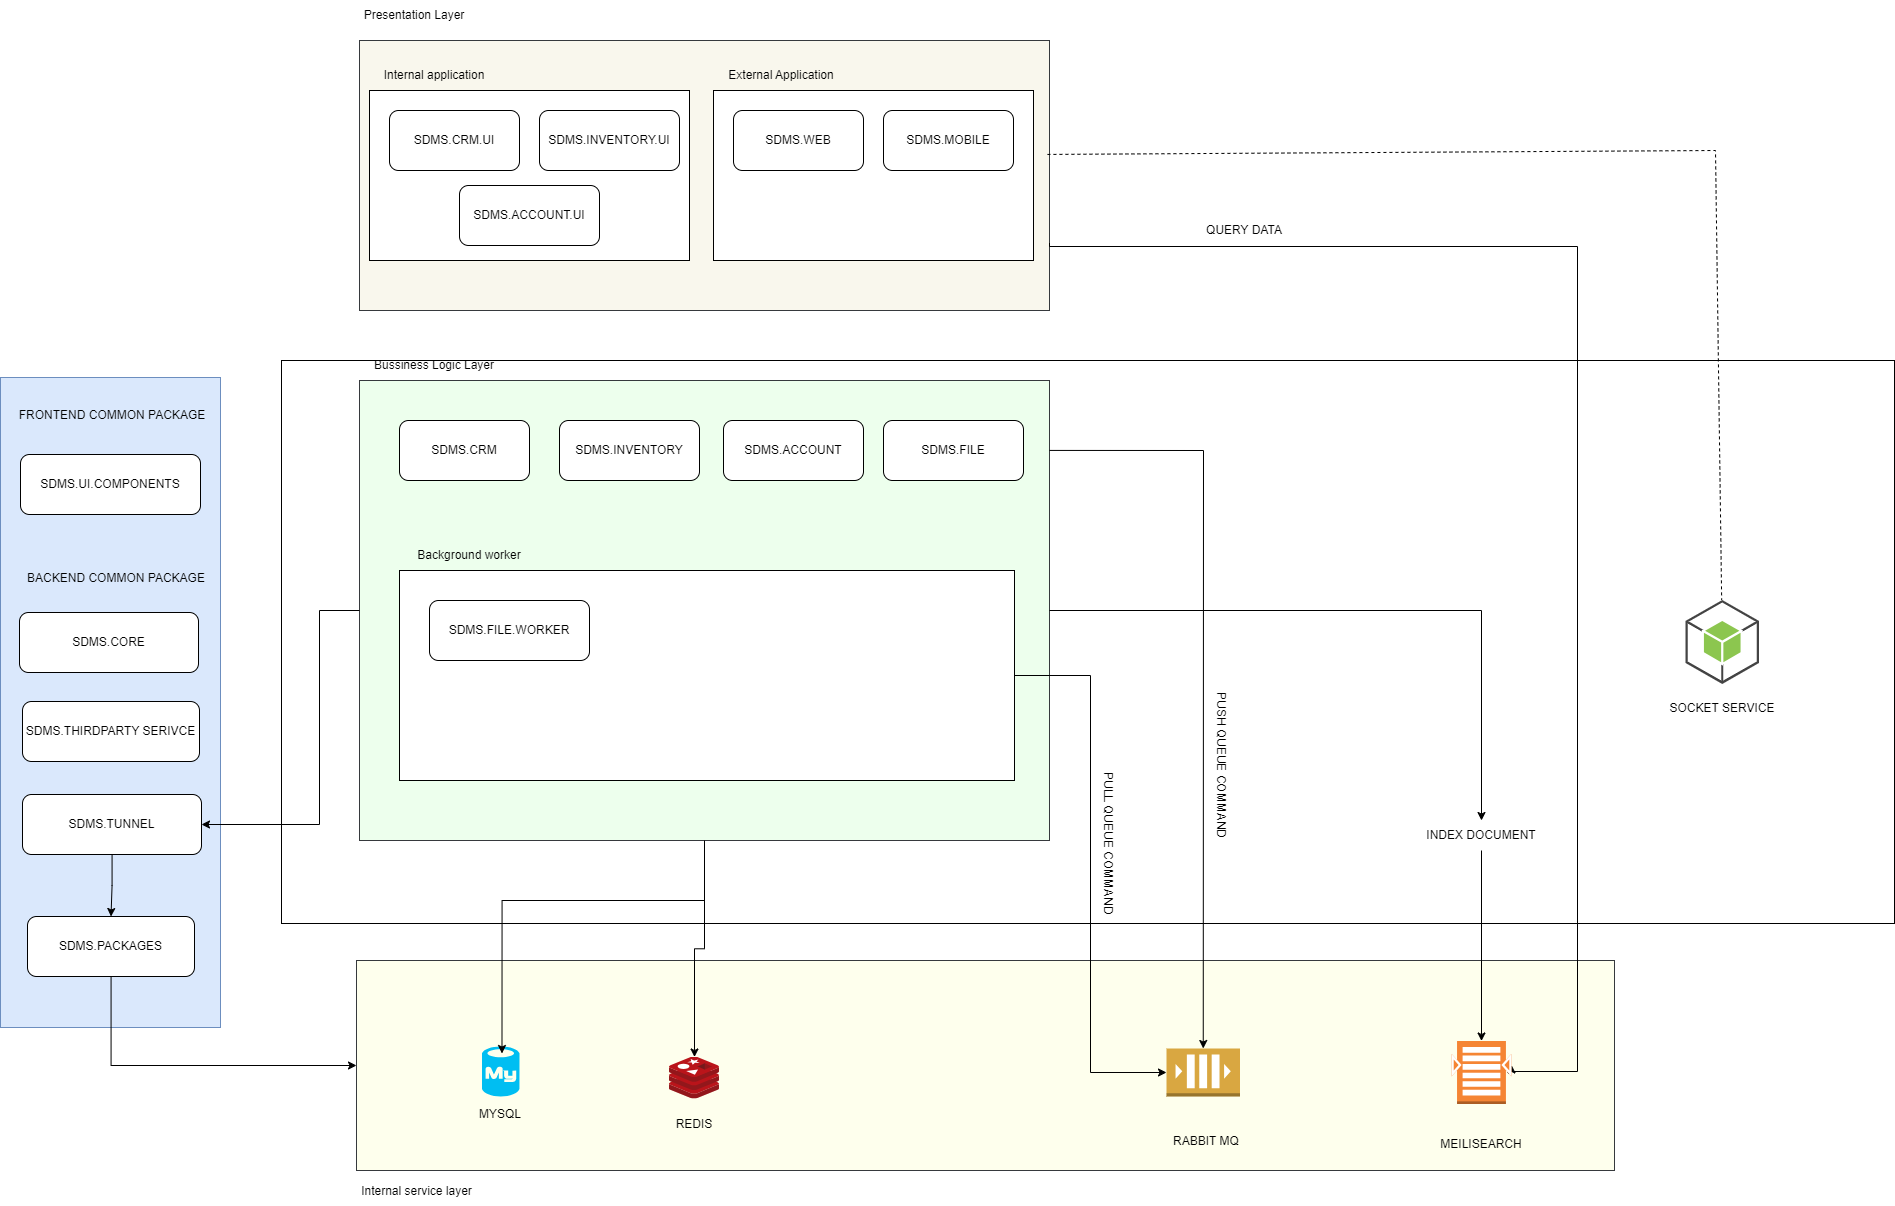 Presentation Layer
Internal application
External Application
SDMS.CRM.UI
SDMS.INVENTORY.UI
SDMS.WEB
SDMS.MOBILE
SDMS.ACCOUNT.UI
QUERY DATA
Bussiness Logic Layer
FRONTEND COMMON PACKAGE
SDMS.UI.COMPONENTS
BACKEND COMMON PACKAGE
SDMS.CORE
SDMS.THIRDPARTY SERIVCE
SDMS.TUNNEL
SDMS.PACKAGES
SDMS.CRM
SDMS.INVENTORY
SDMS.ACCOUNT
SDMS.FILE
Background worker
SDMS.FILE.WORKER
PULL QUEUE COMMAND
PUSH QUEUE COMMAND
INDEX DOCUMENT
SOCKET SERVICE
My
MYSQL
REDIS
RABBIT MQ
MEILISEARCH
Internal service layer